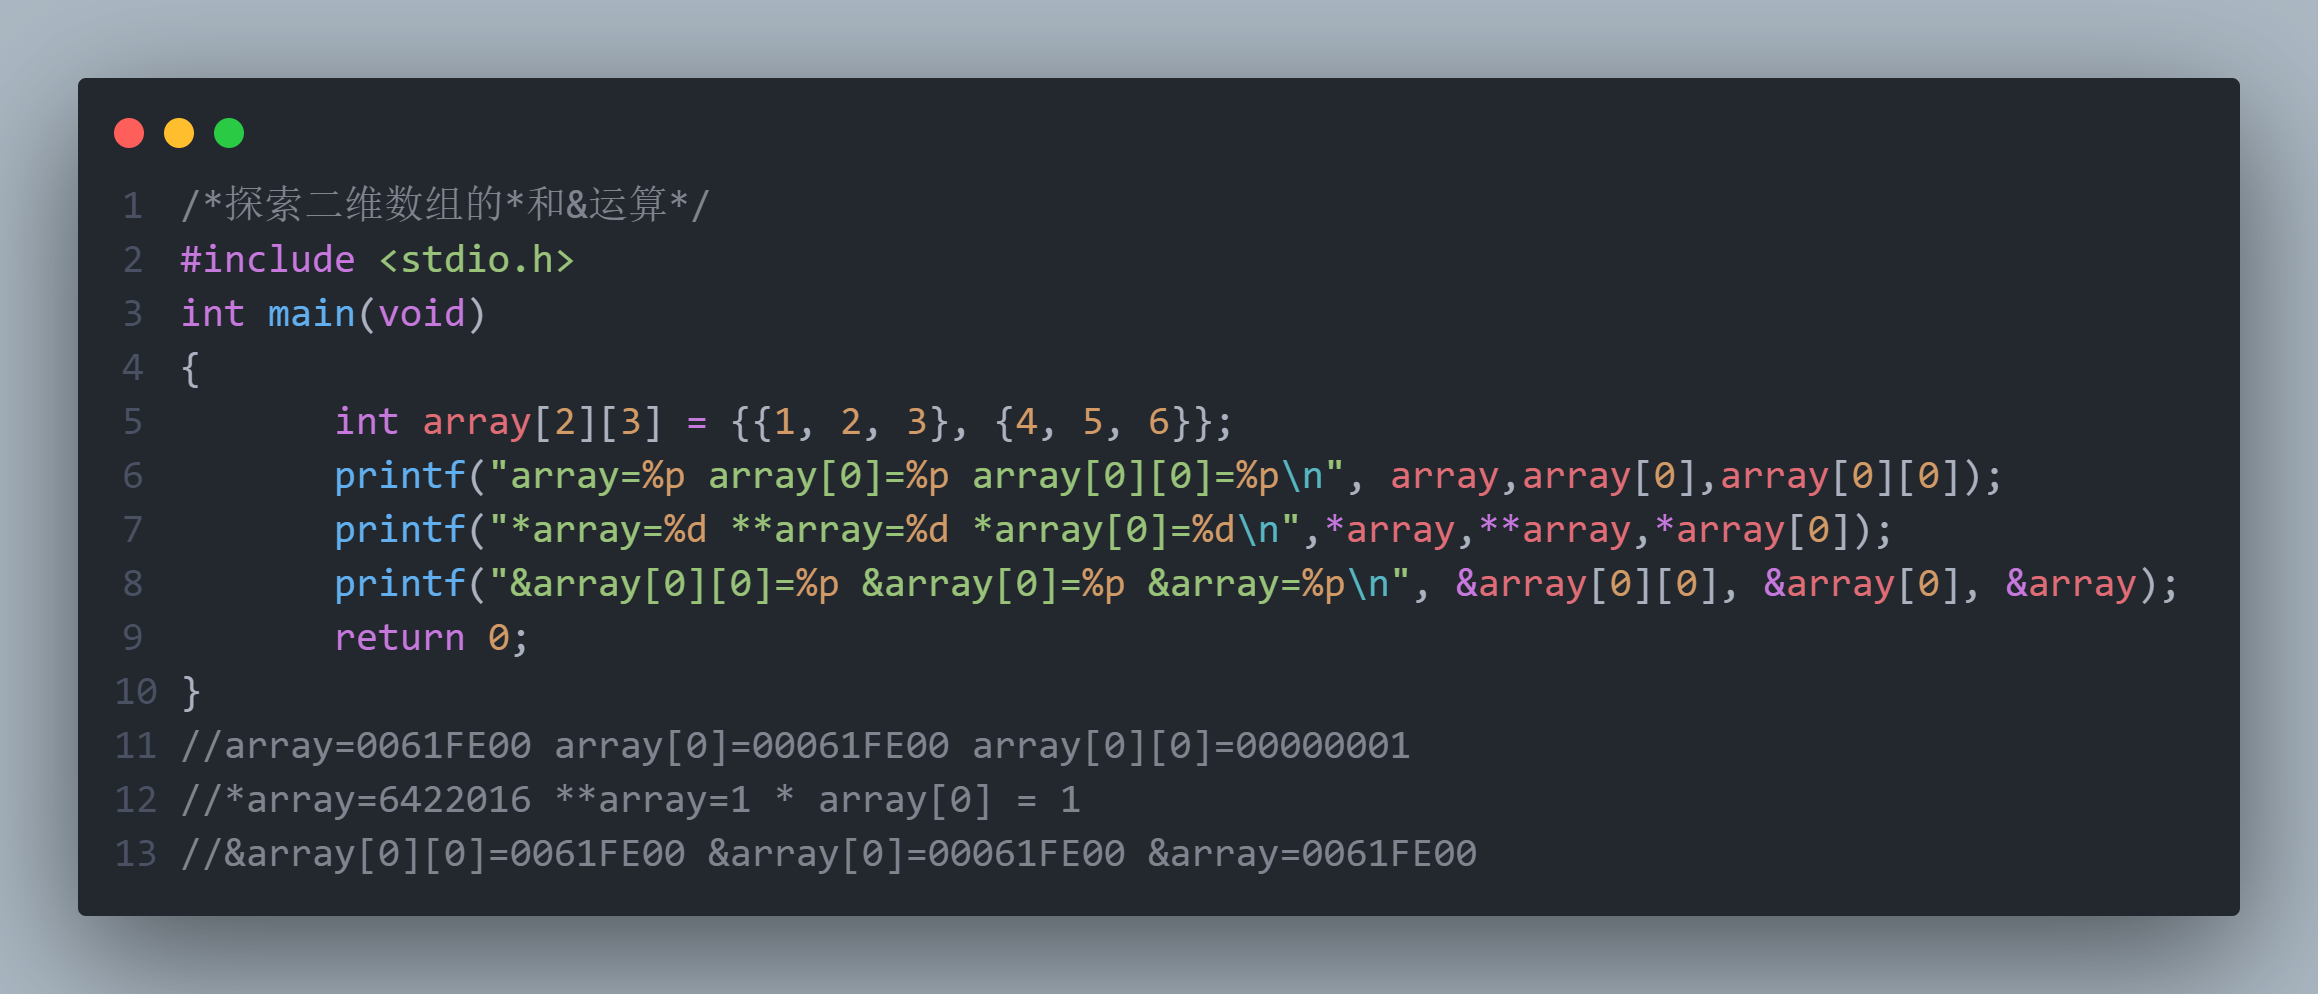 1 /*探索二维数组的*和&运算*/
2 #include <stdio.h>
3 int main(void)
4 {
5 int array[2][3] = {{1, 2, 3}, {4, 5, 6}};
6 printf("array=%p array[0]=%p array[0][0]=%p\n", array,array[0],array[0][0]);
7 printf("*array=%d **array=%d *array[0]=%d\n",*array,**array,*array[0]);
8 printf("&array[0][0]=%p &array[0]=%p &array=%p\n", &array[0][0], &array[0], &array);
9 return 0;
10 }
11 //array=0061FE00 array[0]=00061FE00 array[0][0]=00000001
12 //*array=6422016 **array=1 * array[0] = 1
13 //&array[0][0]=0061FE00 &array[0]=00061FE00 &array=0061FE00